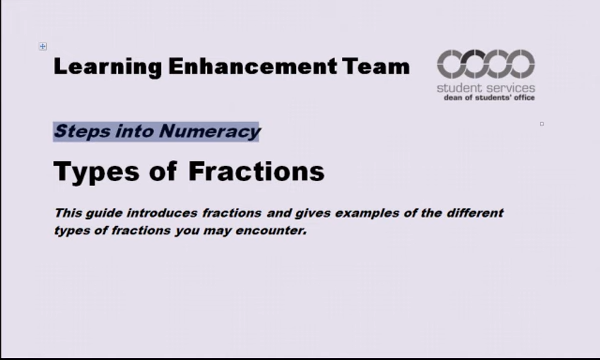 Learning Enhancement Team
student services
dean of students' office
Steps into Numeracy
Types of Fractions
This guide introduces fractions and gives examples of the different
types of fractions you may encounter.